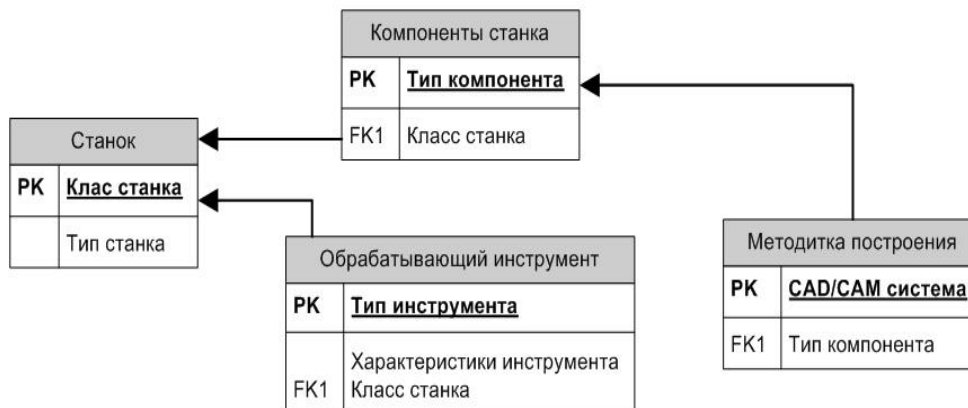 Компоненты станка
PK Тип компонента
FK1 Класс станка
Станок
PK Клас станка
Тип станка
Обрабатывающий инструмент
PK Тип инструмента
Характеристики инструмента
FK1 Класс станка
Методитка построения
PK CAD/CAM система
FK1 Тип компонента